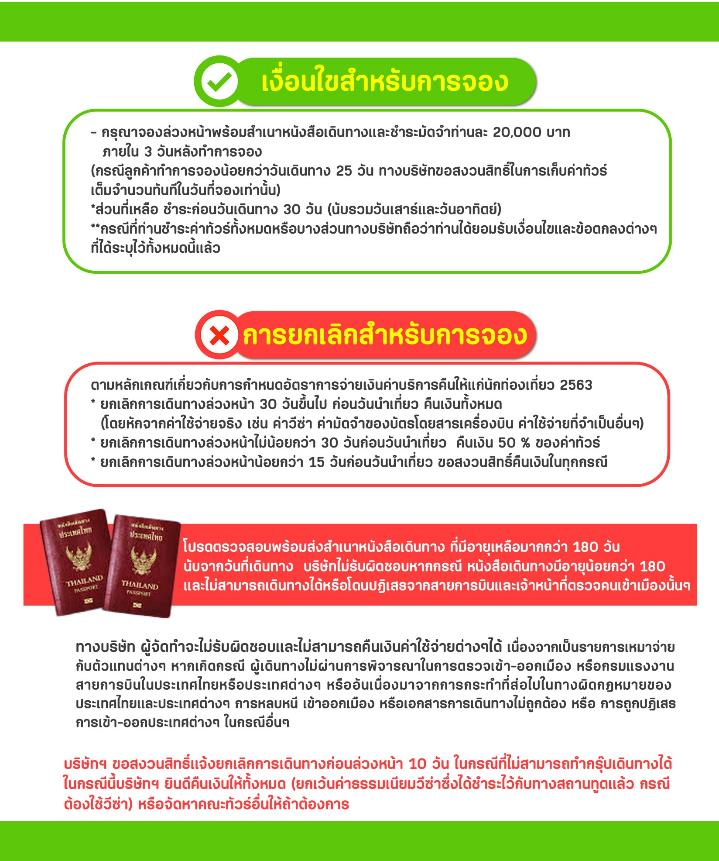 เงื่อนไขสำหรับการจอง
- กรุณาจองล่วงหน้าพร้อมสำเนาหนังสือเดินทางและชำระมัดจำท่านละ 20,000 บาท
ภายใน 3 วันหลังทำการจอง
(กรณีลูกค้าทำการจองน้อยกว่าวันเดินทาง 25 วัน ทางบริษัทขอสงวนสิทธิ์ในการเก็บค่าทัวร์
เต็มจำนวนทันทีในวันที่จองเท่านั้น)
*ส่วนที่เหลือ ชำระก่อนวันเดินทาง 30 วัน (นับรวมวันเสาร์และวันอาทิตย์)
**กรณีที่ท่านชำระค่าทัวร์ทั้งหมดหรือบางส่วนทางบริษัทถือว่าท่านได้ยอมรับเงื่อนไขและข้อตกลงต่างๆ
ที่ได้ระบุไว้ทั้งหมดนี้แล้ว
การยกเลิกสำหรับการจอง
ตามหลักเกณฑ์เกี่ยวกับการกำหนดอัตราการจ่ายเงินค่าบริการคืนให้แก่นักท่องเที่ยว 2563
* ยกเลิกการเดินทางล่วงหน้า 30 วันขึ้นไป ก่อนวันนำเที่ยว คืนเงินทั้งหมด
(โดยหักจากค่าใช้จ่ายจริง เช่น ค่าวีซ่า ค่ามัดจำของบัตรโดยสารเครื่องบิน ค่าใช้จ่ายที่จำเป็นอื่นๆ)
* ยกเลิกการเดินทางล่วงหน้าไม่น้อยกว่า 30 วันก่อนวันนำเที่ยว คืนเงิน 50 % ของค่าทัวร์
* ยกเลิกการเดินทางล่วงหน้าน้อยกว่า 15 วันก่อนวันนำเที่ยว ขอสงวนสิทธิ์คืนเงินในทุกกรณี
หนังสือเดินทาง
ประเทศไทย
THAILAND
PASSPORT
หนังสือเดินทาง
ประเทศไทย
THAILAND
PASSPORT
โปรดตรวจสอบพร้อมส่งสำเนาหนังสือเดินทาง ที่มีอายุเหลือมากกว่า 180 วัน
นับจากวันที่เดินทาง บริษัทไม่รับผิดชอบหากกรณี หนังสือเดินทางมีอายุน้อยกว่า 180
และไม่สามารถเดินทางได้หรือโดนปฏิเสธจากสายการบินและเจ้าหน้าที่ตรวจคนเข้าเมืองนั้นๆ
ทางบริษัท ผู้จัดทำจะไม่รับผิดชอบและไม่สามารถคืนเงินค่าใช้จ่ายต่างๆได้ เนื่องจากเป็นรายการเหมาจ่าย
กับตัวแทนต่างๆ หากเกิดกรณี ผู้เดินทางไม่ผ่านการพิจารณาในการตรวจเข้า-ออกเมือง หรือกรมแรงงาน
สายการบินในประเทศไทยหรือประเทศต่างๆ หรืออันเนื่องมาจากการกระทำที่ส่อไปในทางผิดกฎหมายของ
ประเทศไทยและประเทศต่างๆ การหลบหนี เข้าออกเมือง หรือเอกสารการเดินทางไม่ถูกต้อง หรือ การถูกปฏิเสธ
การเข้า-ออกประเทศต่างๆ ในกรณีอื่นๆ
บริษัทฯ ขอสงวนสิทธิ์แจ้งยกเลิกการเดินทางก่อนล่วงหน้า 10 วัน ในกรณีที่ไม่สามารถทำกรุ๊ปเดินทางได้
ในกรณีนี้บริษัทฯ ยินดีคืนเงินให้ทั้งหมด (ยกเว้นค่าธรรมเนียมวีซ่าซึ่งได้ชำระไว้กับทางสถานทูตแล้ว กรณี
ต้องใช้วีซ่า) หรือจัดหาคณะทัวร์อื่นให้ถ้าต้องการ